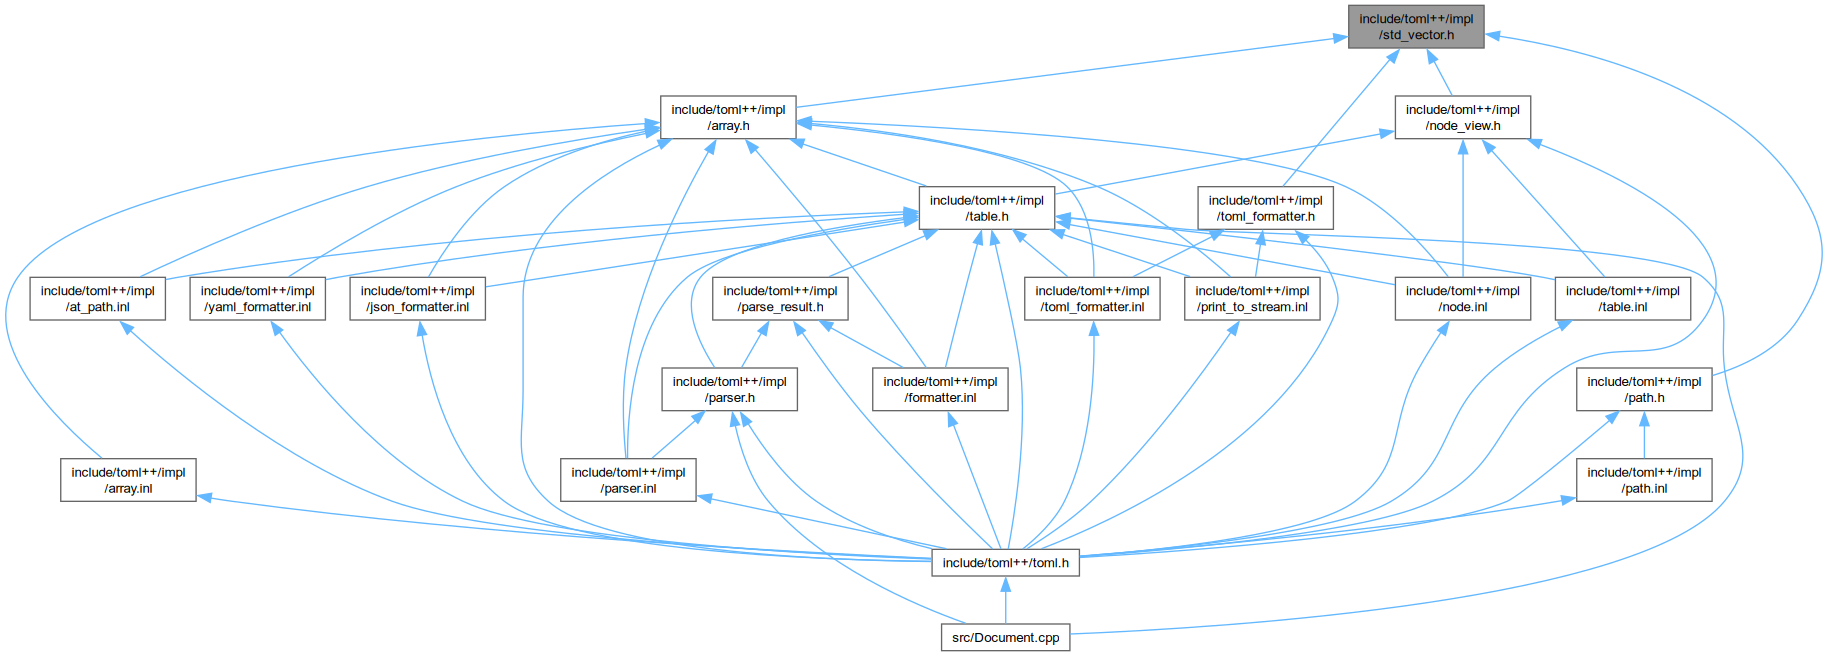 include/toml++/impl
/std_vector.h
include/toml++/impl
/array.h
include/toml++/impl
/node_view.h
include/toml++/impl
/table.h
include/toml++/impl
/toml_formatter.h
include/toml++/impl
/at_path.inl
include/toml++/impl
/yaml_formatter.inl
include/toml++/impl
/json_formatter.inl
include/toml++/impl
/parse_result.h
include/toml++/impl
/toml_formatter.inl
include/toml++/impl
/print_to_stream.inl
include/toml++/impl
/node.inl
include/toml++/impl
/table.inl
include/toml++/impl
/parser.h
include/toml++/impl
/formatter.inl
include/toml++/impl
/path.h
include/toml++/impl
/array.inl
include/toml++/impl
/parser.inl
include/toml++/impl
/path.inl
include/toml++/toml.h
src/Document.cpp